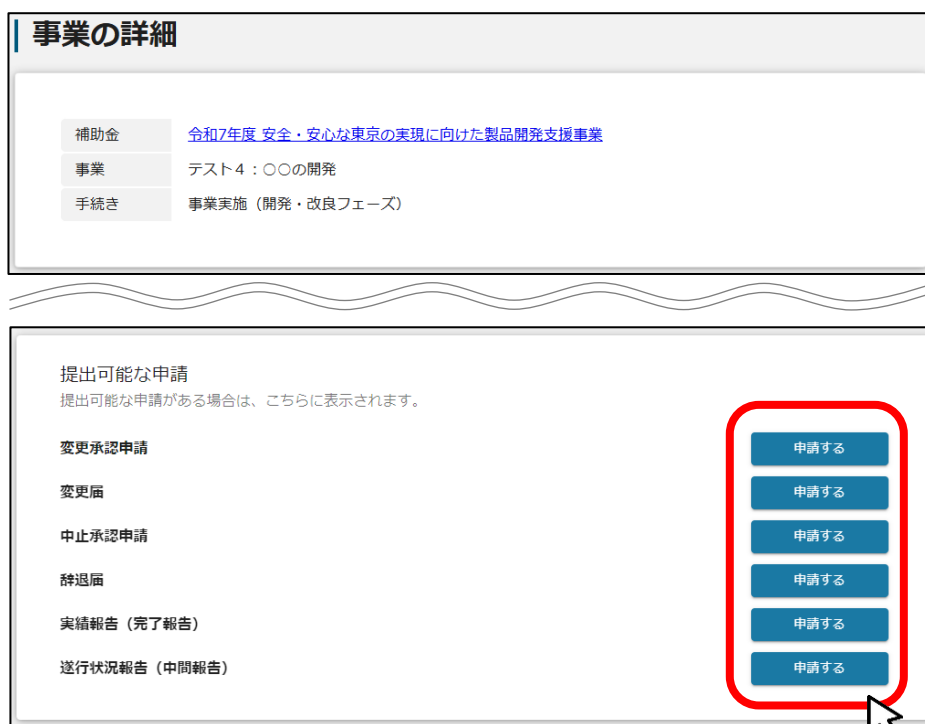 事業の詳細
補助金 令和7年度 安全・安心な東京の実現に向けた製品開発支援事業
事業 テスト４：○○の開発
手続き 事業実施（開発・改良フェーズ）
提出可能な申請
提出可能な申請がある場合は、こちらに表示されます。
変更承認申請 申請する
変更届 申請する
中止承認申請 申請する
辞退届 申請する
実績報告（完了報告） 申請する
遂行状況報告（中間報告） 申請する